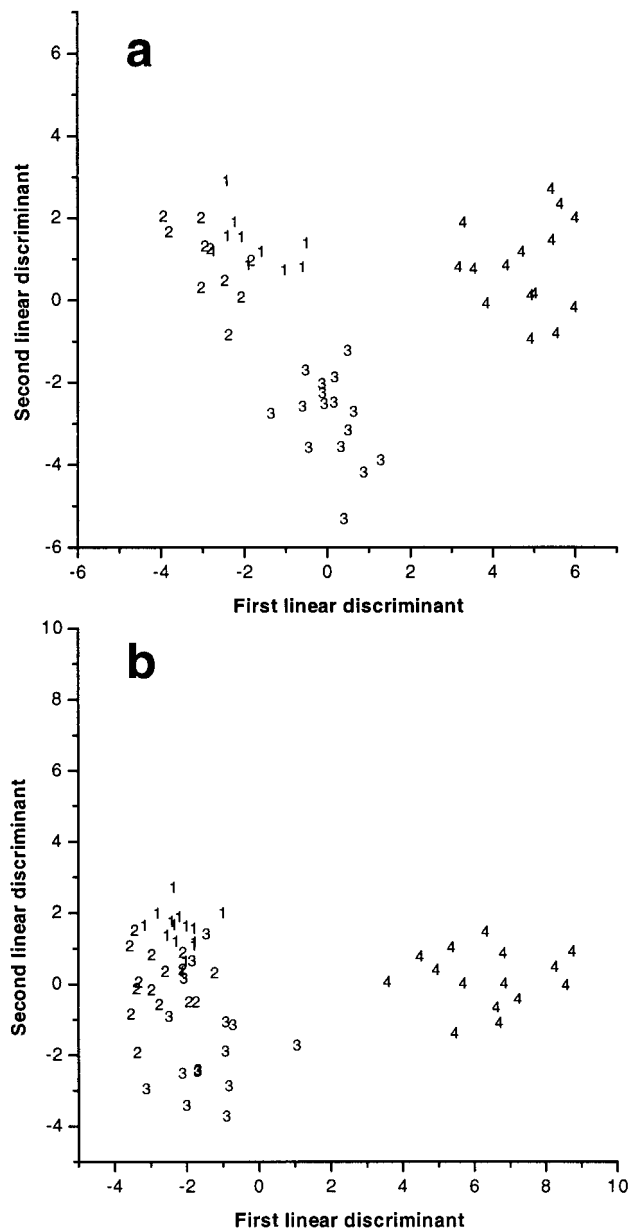 a
6
4
2
0
-2
-4
-6
Second linear discriminant
-6 -4 -2 0 2 4 6
First linear discriminant
b
10
8
6
4
2
0
-2
-4
Second linear discriminant
-4 -2 0 2 4 6 8 10
First linear discriminant